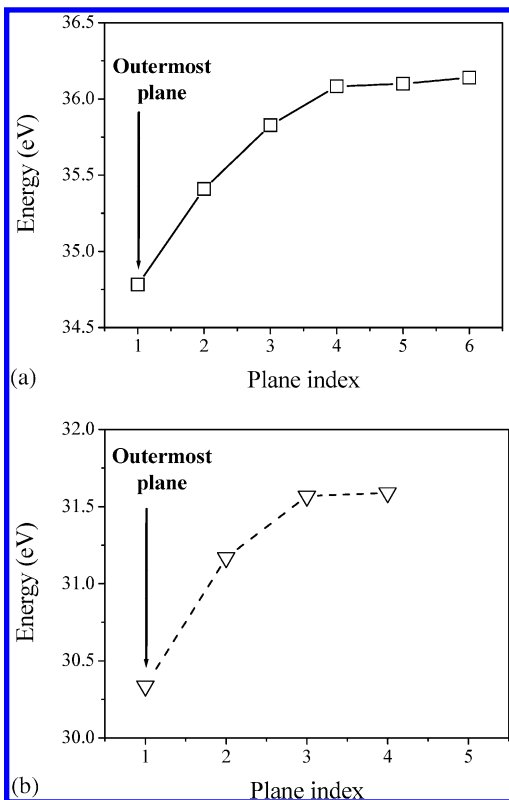 36.5
Outermost
plane
36.0
35.5
35.0
34.5
Energy (eV)
1 2 3 4 5 6
(a)
Plane index
32.0
Outermost
plane
31.5
31.0
30.5
30.0
Energy (eV)
1 2 3 4 5
(b)
Plane index